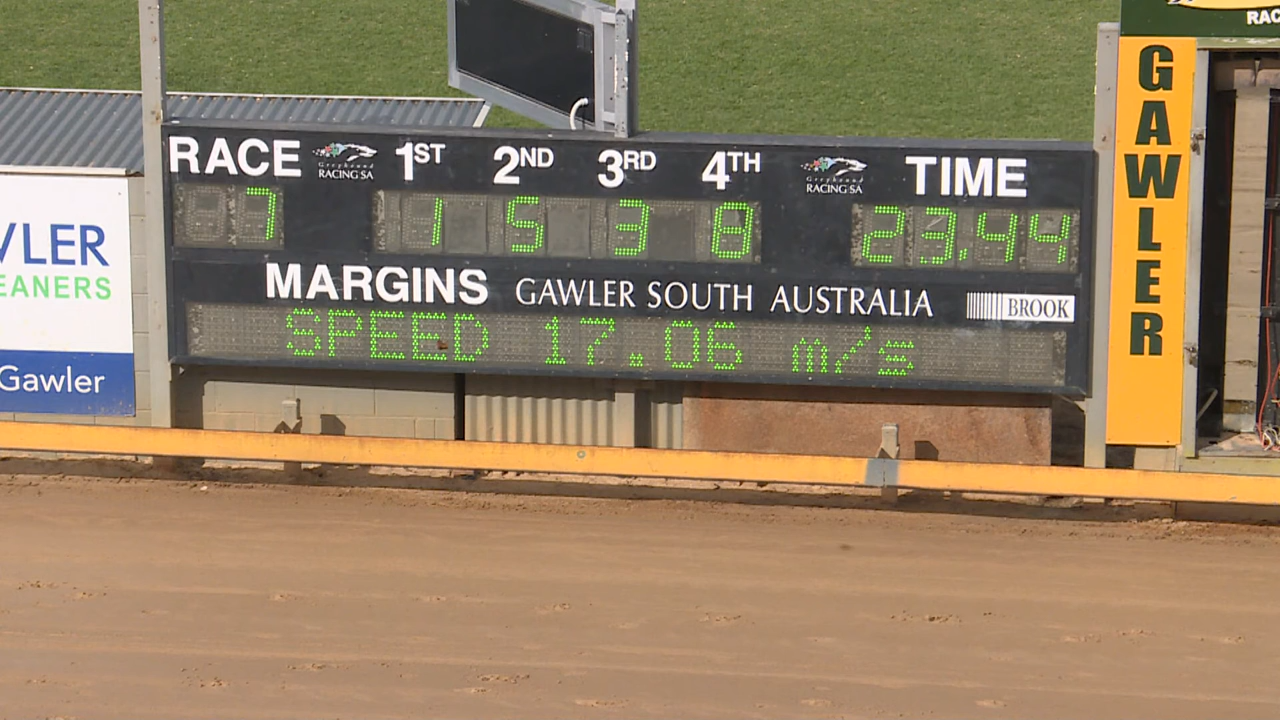 RAC
GAWLER
RACE
Greyhound
RACING SA
1ST 2ND 3RD 4TH
Greyhound
RACING SA
TIME
7 1 5 3 8 23.44
MARGINS GAWLER SOUTH AUSTRALIA BROOK
SPEED 17.06 m/s
VLER
EANERS
Gawler